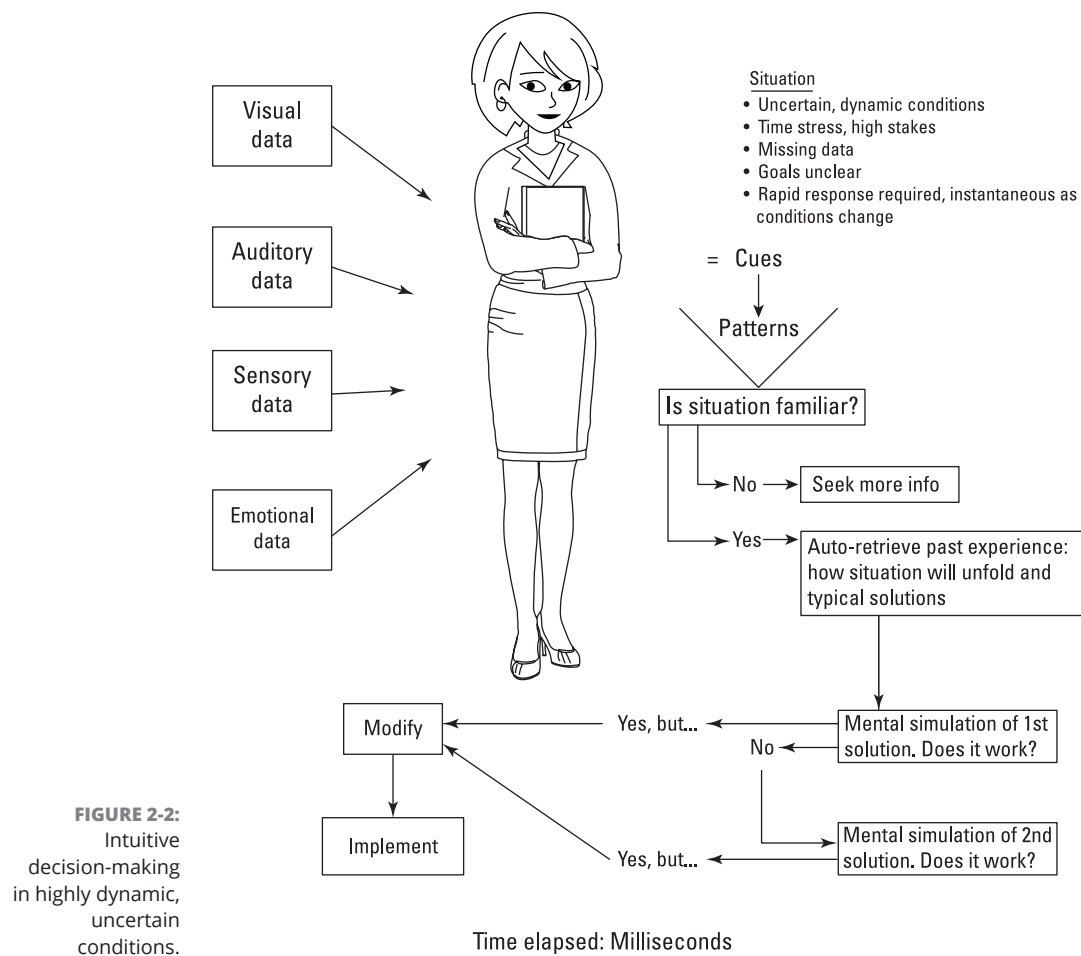 Visual
data
Auditory
data
Sensory
data
Emotional
data
Situation
• Uncertain, dynamic conditions
• Time stress, high stakes
• Missing data
• Goals unclear
• Rapid response required, instantaneous as
conditions change
= Cues
Patterns
Is situation familiar?
No
Seek more info
Yes
Auto-retrieve past experience:
how situation will unfold and
typical solutions
Mental simulation of 1st
solution. Does it work?
Yes, but...
No
Modify
Mental simulation of 2nd
solution. Does it work?
Yes, but...
Implement
FIGURE 2-2:
Intuitive
decision-making
in highly dynamic,
uncertain
conditions.
Time elapsed: Milliseconds